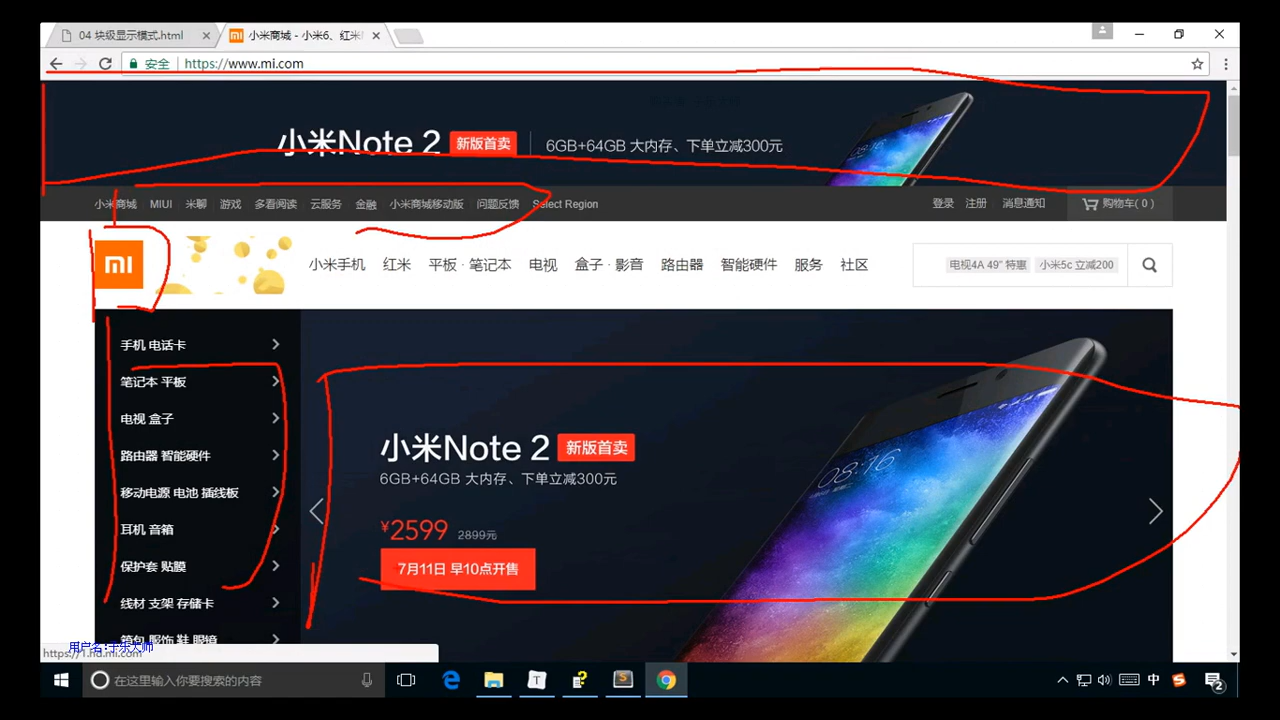 04 块级显示模式.html
小米商城 - 小米6、红米
安全 https://www.mi.com
小米Note 2 新版首卖 6GB+64GB 大内存、下单立减300元
小米商城 MIUI 米聊 游戏 多看阅读 云服务 金融 小米商城移动版 问题反馈 Select Region 登录 注册 消息通知 购物车( 0 )
MI 小米手机 红米 平板 · 笔记本 电视 盒子 · 影音 路由器 智能硬件 服务 社区 电视4A 49" 特惠 小米5c 立减200
手机 电话卡
笔记本 平板
电视 盒子
路由器 智能硬件
移动电源 电池 插线板
耳机 音箱
保护套 贴膜
线材 支架 存储卡
箱包 服饰 鞋 眼镜
08:16
小米Note 2 新版首卖
6GB+64GB 大内存、下单立减300元
¥2599 2899元
7月11日 早10点开售
在这里输入你要搜索的内容
中
2